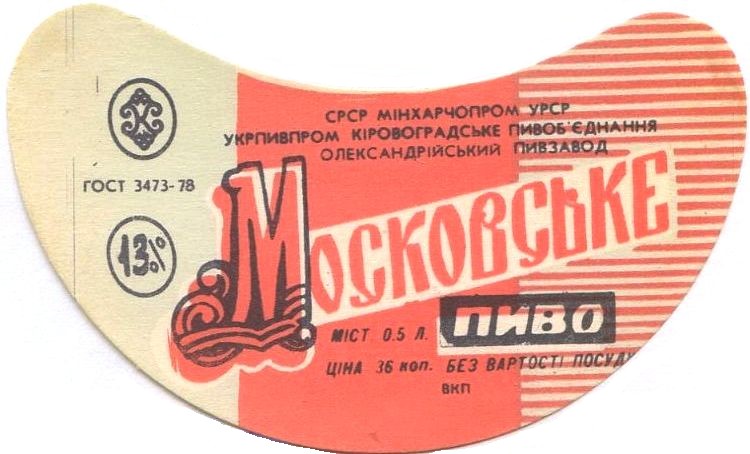 СРСР МІНХАРЧОПРОМ УРСР
УКРПИВПРОМ КІРОВОГРАДСЬКЕ ПИВОБ'ЄДНАННЯ
ОЛЕКСАНДРІЙСЬКИЙ ПИВЗАВОД
ГОСТ 3473-78
13%
МОСКОВСЬКЕ
ПИВО
МІСТ 0.5 Л.
ЦІНА 36 коп. БЕЗ ВАРТОСТІ ПОСУДУ
ВКП